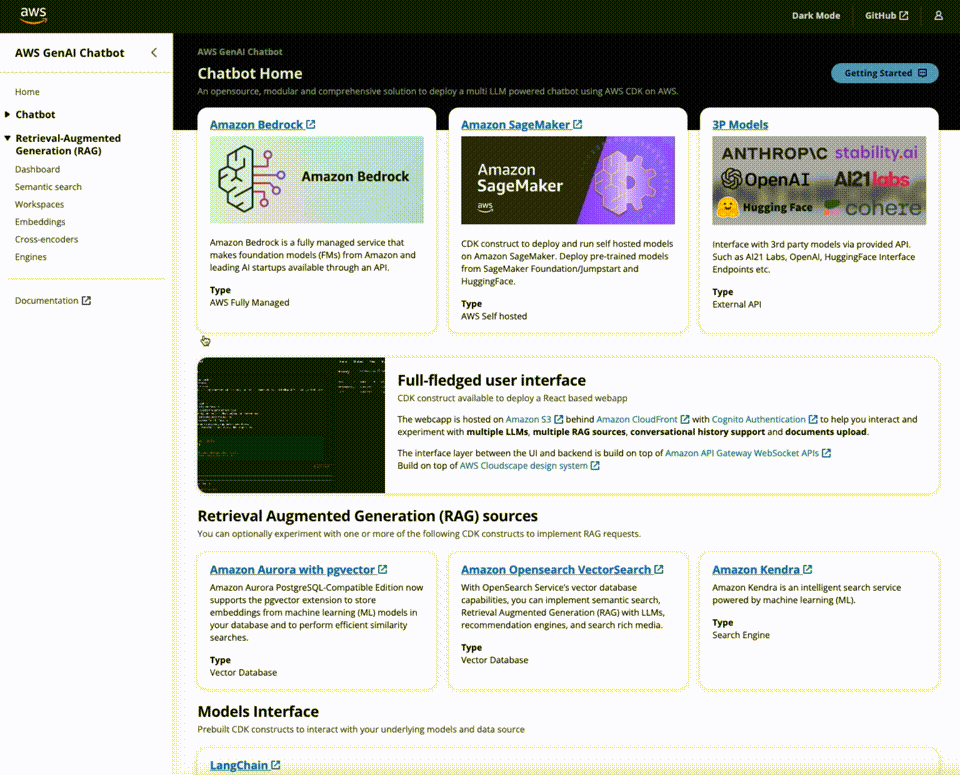 aws
Dark Mode
GitHub
AWS GenAI Chatbot
Home
Chatbot
Retrieval-Augmented
Generation (RAG)
Dashboard
Semantic search
Workspaces
Embeddings
Cross-encoders
Engines
Documentation
AWS GenAI Chatbot
Chatbot Home
Getting Started
An opensource, modular and comprehensive solution to deploy a multi LLM powered chatbot using AWS CDK on AWS.
Amazon Bedrock
Amazon Bedrock
Amazon Bedrock is a fully managed service that
makes foundation models (FMs) from Amazon and
leading AI startups available through an API.
Type
AWS Fully Managed
Amazon SageMaker
Amazon
SageMaker
aws
CDK construct to deploy and run self hosted models
on Amazon SageMaker. Deploy pre-trained models
from SageMaker Foundation/Jumpstart and
HuggingFace.
Type
AWS Self hosted
3P Models
ANTHROP\C stability.ai
OpenAI AI21labs
Hugging Face cohere
Interface with 3rd party models via provided API.
Such as AI21 Labs, OpenAI, HuggingFace Interface
Endpoints etc.
Type
External API
Full-fledged user interface
CDK construct available to deploy a React based webapp
The webcapp is hosted on Amazon S3 behind Amazon CloudFront with Cognito Authentication to help you interact and
experiment with multiple LLMs, multiple RAG sources, conversational history support and documents upload.
The interface layer between the UI and backend is build on top of Amazon API Gateway WebSocket APIs
Build on top of AWS Cloudscape design system
Retrieval Augmented Generation (RAG) sources
You can optionally experiment with one or more of the following CDK constructs to implement RAG requests.
Amazon Aurora with pgvector
Amazon Aurora PostgreSQL-Compatible Edition now
supports the pgvector extension to store
embeddings from machine learning (ML) models in
your database and to perform efficient similarity
searches.
Type
Vector Database
Amazon Opensearch VectorSearch
With OpenSearch Service's vector database
capabilities, you can implement semantic search,
Retrieval Augmented Generation (RAG) with LLMs,
recommendation engines, and search rich media.
Type
Vector Database
Amazon Kendra
Amazon Kendra is an intelligent search service
powered by machine learning (ML).
Type
Search Engine
Models Interface
Prebuilt CDK constructs to interact with your underlying models and data source
LangChain